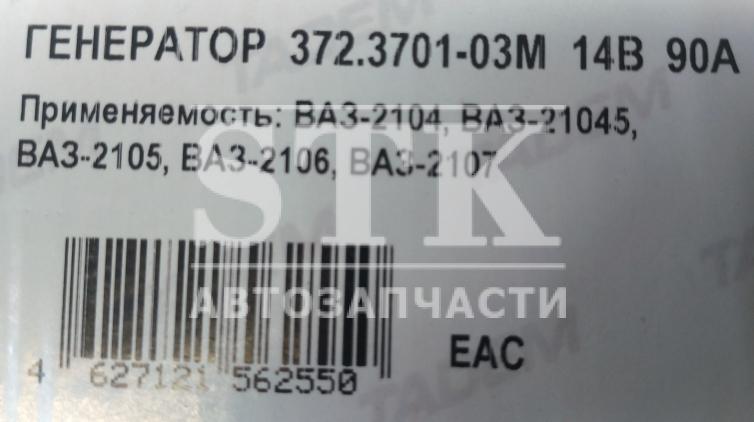 ГЕНЕРАТОР 372.3701-03М 14В 90А
Применяемость: ВАЗ-2104, ВАЗ-21045,
ВАЗ-2105, ВАЗ-2106, ВАЗ-2107
STK
АВТОЗАПЧАСТИ
EAC
4 627121 562550